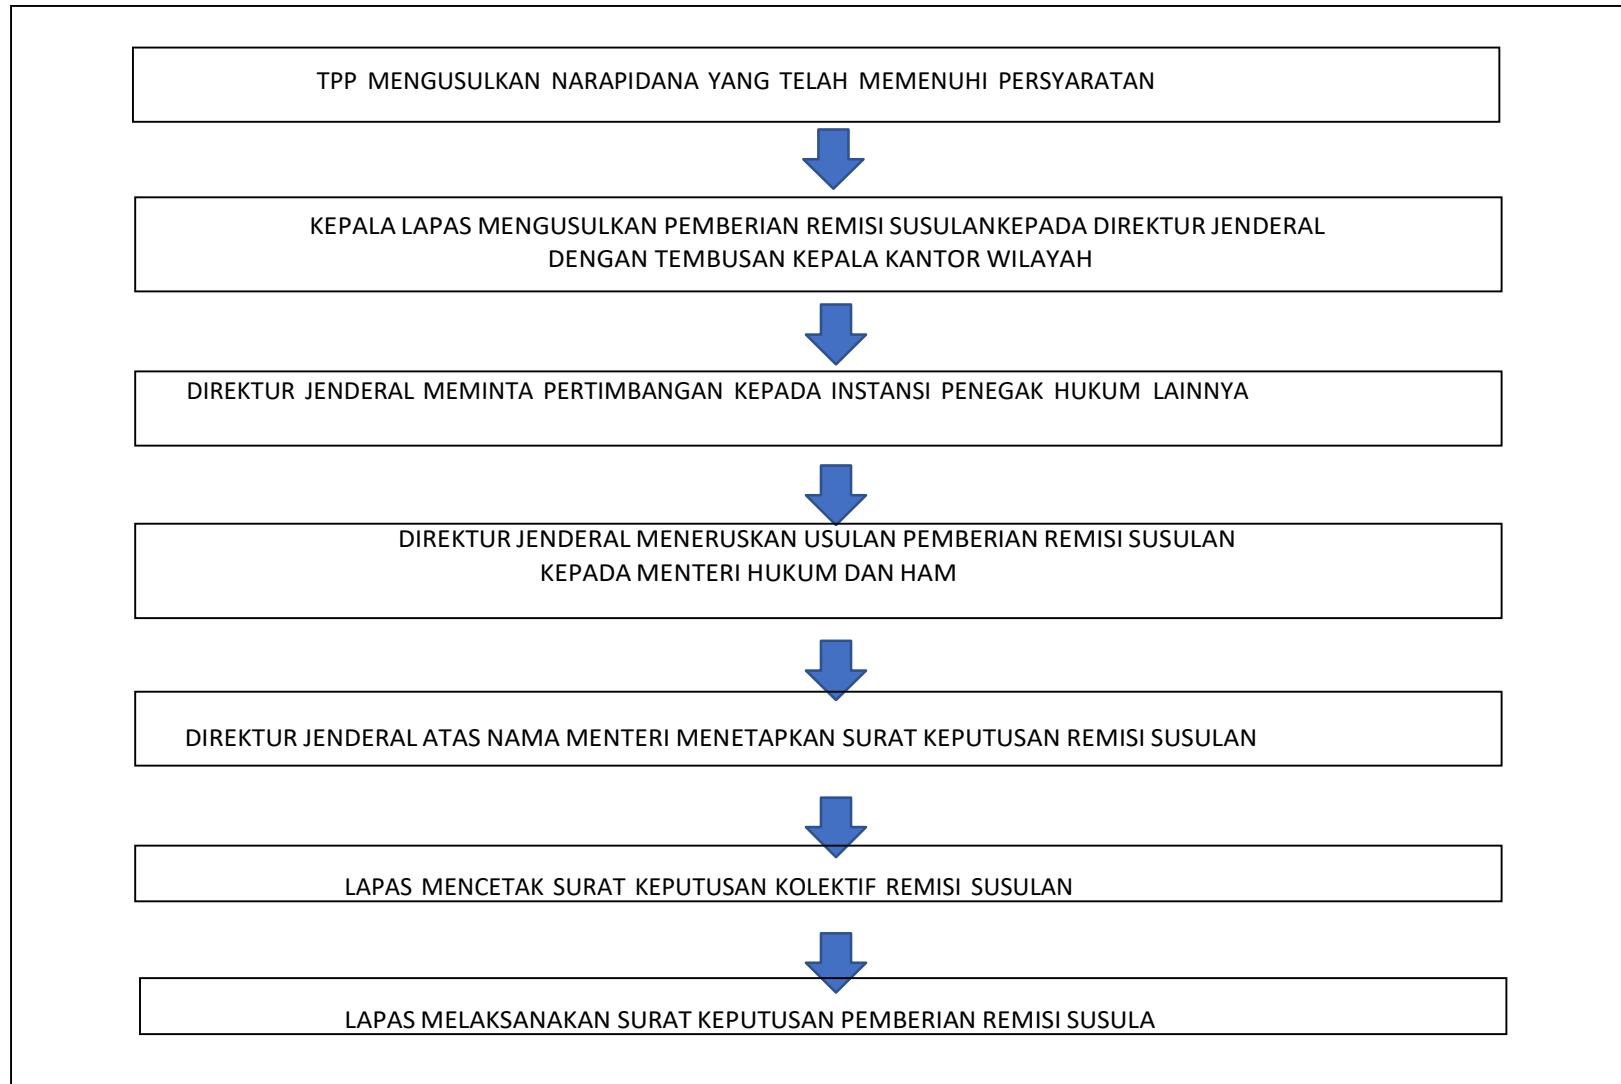 TPP MENGUSULKAN NARAPIDANA YANG TELAH MEMENUHI PERSYARATAN
KEPALA LAPAS MENGUSULKAN PEMBERIAN REMISI SUSULANKEPADA DIREKTUR JENDERAL
DENGAN TEMBUSAN KEPALA KANTOR WILAYAH
DIREKTUR JENDERAL MEMINTA PERTIMBANGAN KEPADA INSTANSI PENEGAK HUKUM LAINNYA
DIREKTUR JENDERAL MENERUSKAN USULAN PEMBERIAN REMISI SUSULAN
KEPADA MENTERI HUKUM DAN HAM
DIREKTUR JENDERAL ATAS NAMA MENTERI MENETAPKAN SURAT KEPUTUSAN REMISI SUSULAN
LAPAS MENCETAK SURAT KEPUTUSAN KOLEKTIF REMISI SUSULAN
LAPAS MELAKSANAKAN SURAT KEPUTUSAN PEMBERIAN REMISI SUSULA